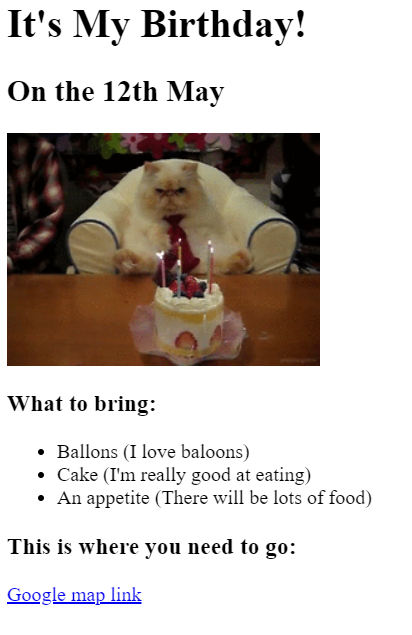 It's My Birthday!
On the 12th May
What to bring:
Ballons (I love baloons)
Cake (I'm really good at eating)
An appetite (There will be lots of food)
This is where you need to go:
Google map link